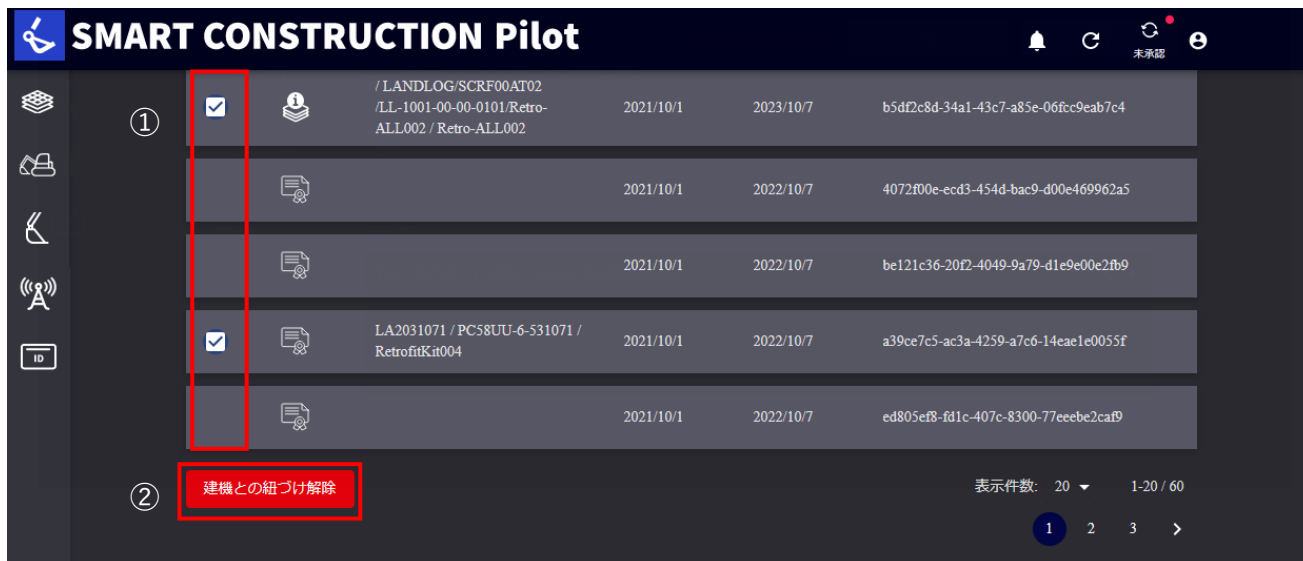 SMART CONSTRUCTION Pilot
未承認
①
/ LANDLOG/SCRF00AT02
/LL-1001-00-00-0101/Retro-
ALL002 / Retro-ALL002
2021/10/1
2023/10/7
b5df2c8d-34a1-43c7-a85e-06fcc9eab7c4
2021/10/1
2022/10/7
4072f00e-ecd3-454d-bac9-d00e469962a5
2021/10/1
2022/10/7
be121c36-20f2-4049-9a79-d1e9e00e2fb9
LA2031071 / PC58UU-6-531071 /
RetrofitKit004
2021/10/1
2022/10/7
a39ce7c5-ac3a-4259-a7c6-14eae1e0055f
ID
2021/10/1
2022/10/7
ed805ef8-fd1c-407c-8300-77eeebe2caf9
②
建機との紐づけ解除
表示件数: 20
1-20 / 60
1 2 3